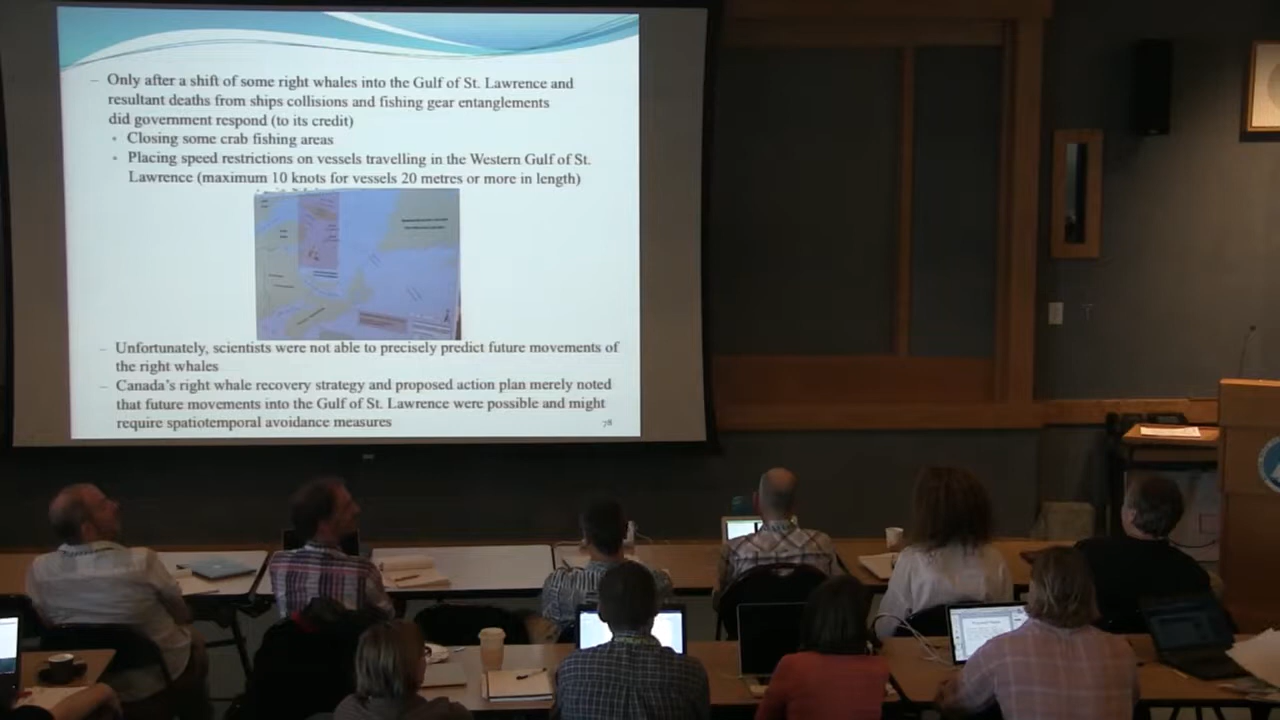 – Only after a shift of some right whales into the Gulf of St. Lawrence and
resultant deaths from ships collisions and fishing gear entanglements
did government respond (to its credit)
• Closing some crab fishing areas
• Placing speed restrictions on vessels travelling in the Western Gulf of St.
Lawrence (maximum 10 knots for vessels 20 metres or more in length)
– Unfortunately, scientists were not able to precisely predict future movements of
the right whales
– Canada's right whale recovery strategy and proposed action plan merely noted
that future movements into the Gulf of St. Lawrence were possible and might
require spatiotemporal avoidance measures
78